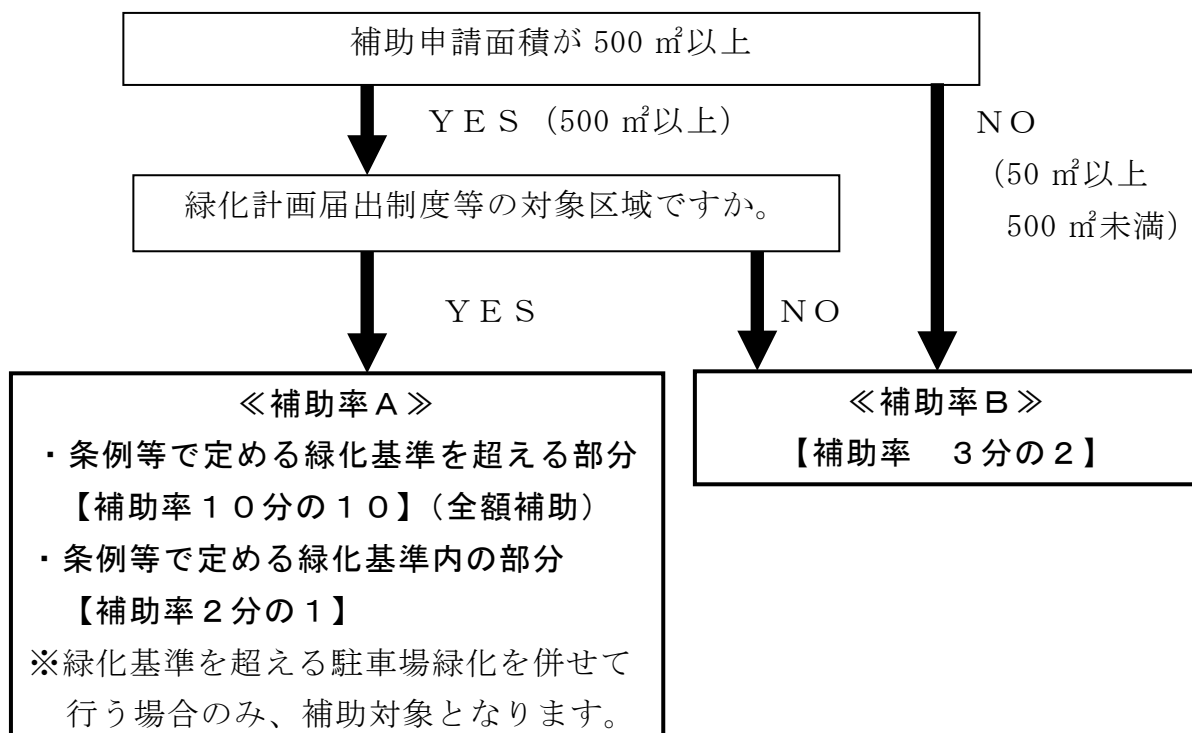 補助申請面積が 500 ㎡以上
ＹＥＳ（500 ㎡以上）
ＮＯ
（50 ㎡以上
500 ㎡未満）
緑化計画届出制度等の対象区域ですか。
ＹＥＳ
ＮＯ
≪補助率Ａ≫
・条例等で定める緑化基準を超える部分
【補助率１０分の１０】（全額補助）
・条例等で定める緑化基準内の部分
【補助率２分の１】
※緑化基準を超える駐車場緑化を併せて
行う場合のみ、補助対象となります。
≪補助率Ｂ≫
【補助率　３分の２】